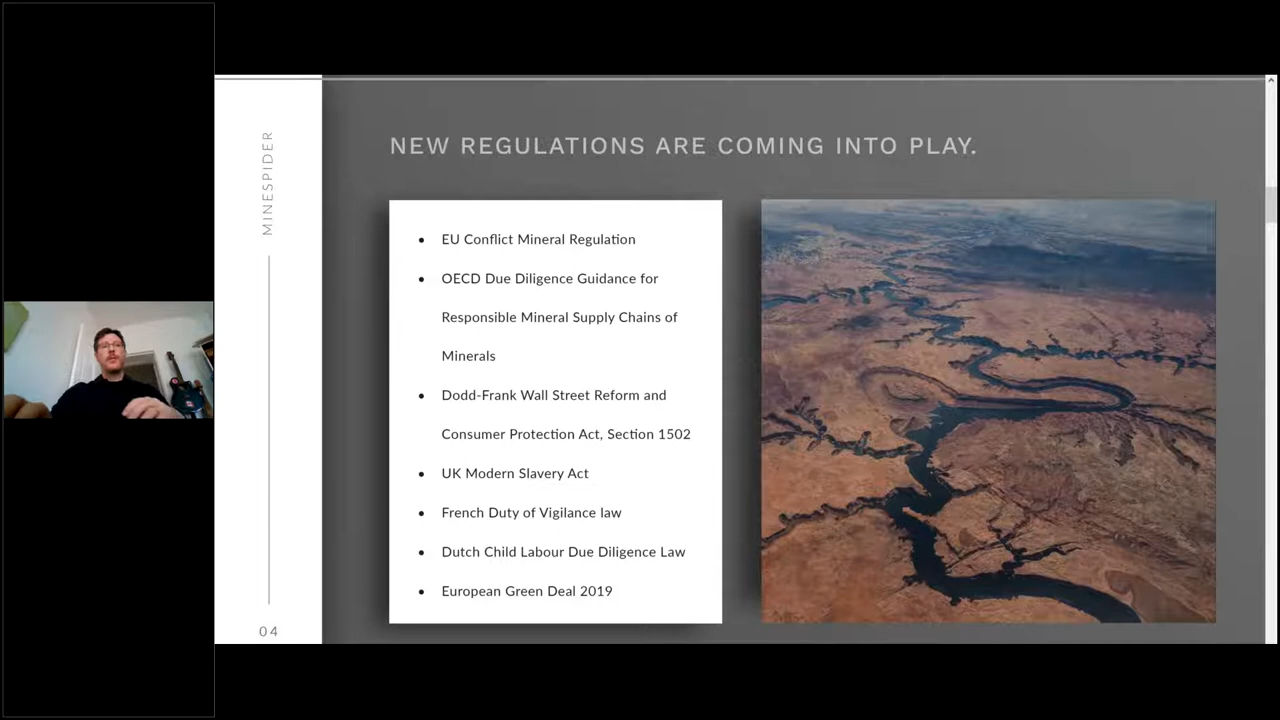 MINESPIDER
04
NEW REGULATIONS ARE COMING INTO PLAY.
• EU Conflict Mineral Regulation
• OECD Due Diligence Guidance for
Responsible Mineral Supply Chains of
Minerals
• Dodd-Frank Wall Street Reform and
Consumer Protection Act, Section 1502
• UK Modern Slavery Act
• French Duty of Vigilance law
• Dutch Child Labour Due Diligence Law
• European Green Deal 2019